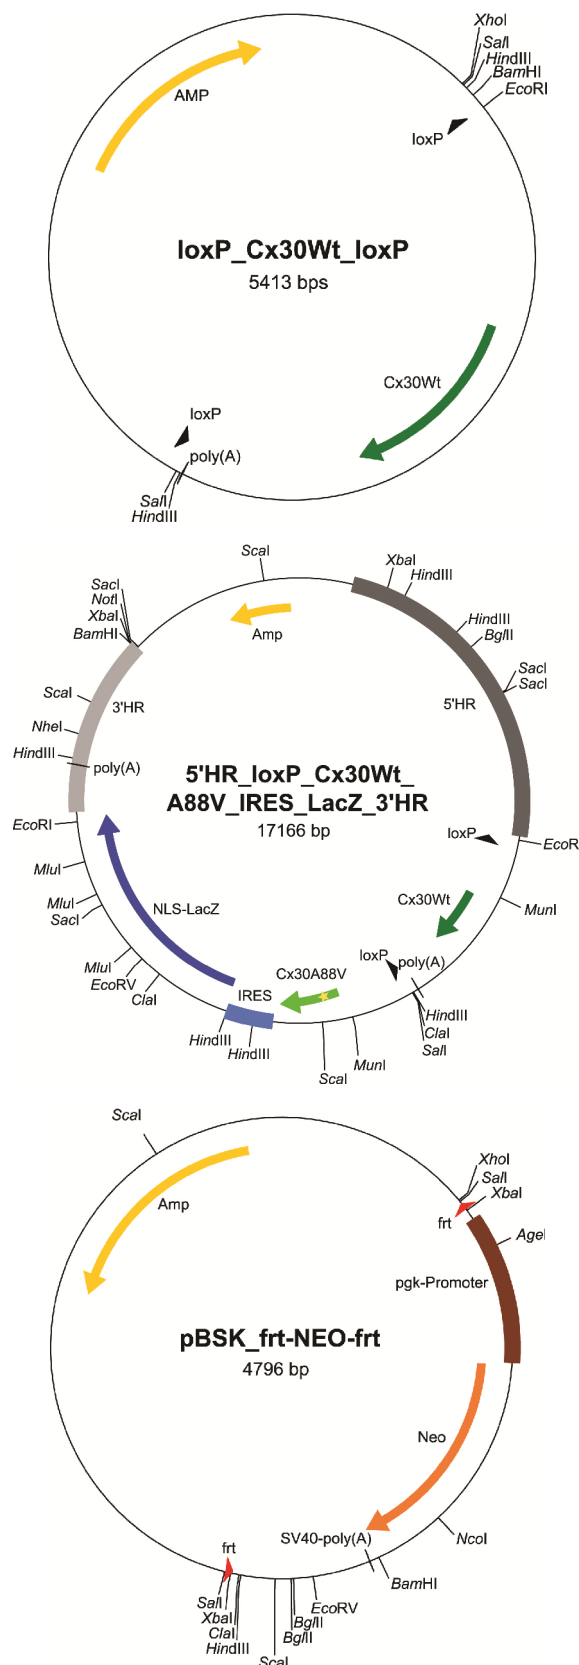 XhoI
SalI
HindIII
BamHI
EcoRI
AMP
loxP
loxP_Cx30Wt_loxP
5413 bps
Cx30Wt
loxP
poly(A)
SalI
HindIII
ScaI
XbaI
HindIII
SacI
NotI
XbaI
BamHI
Amp
HindIII
BglII
SacI
SacI
ScaI
3'HR
5'HR
NheI
HindIII
poly(A)
5'HR_loxP_Cx30Wt_
A88V_IRES_LacZ_3'HR
17166 bp
EcoRI
loxP
EcoR
MluI
Cx30Wt
MluI
SacI
NLS-LacZ
MunI
MluI
EcoRV
ClaI
loxP
poly(A)
Cx30A88V
IRES
HindIII
HindIII
HindIII
ClaI
SalI
MunI
ScaI
ScaI
XhoI
SalI
XbaI
Amp
frt
AgeI
pgk-Promoter
pBSK_frt-NEO-frt
4796 bp
Neo
SV40-poly(A)
NcoI
frt
BamHI
SalI
XbaI
ClaI
HindIII
EcoRV
BglII
BglII
ScaI